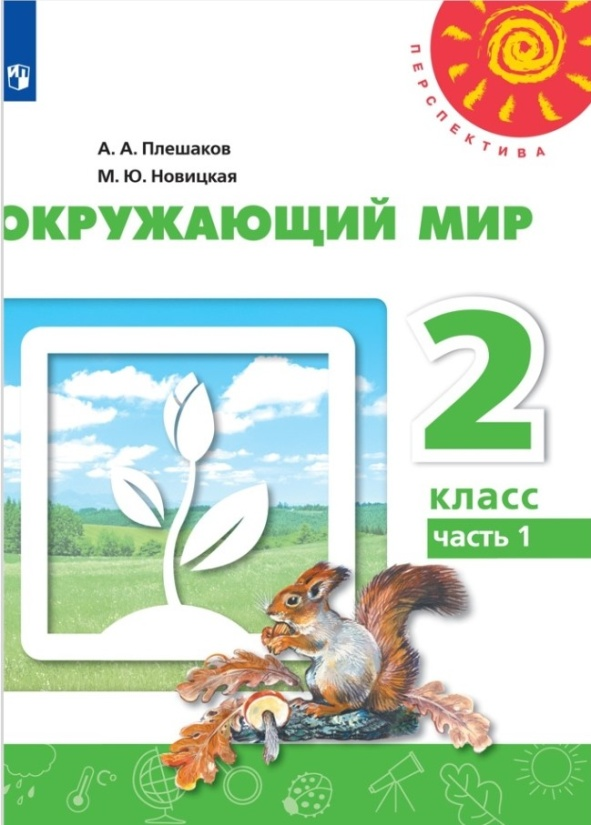 ПЕРСПЕКТИВА
А. А. Плешаков
М. Ю. Новицкая
ОКРУЖАЮЩИЙ МИР
2
класс
часть 1